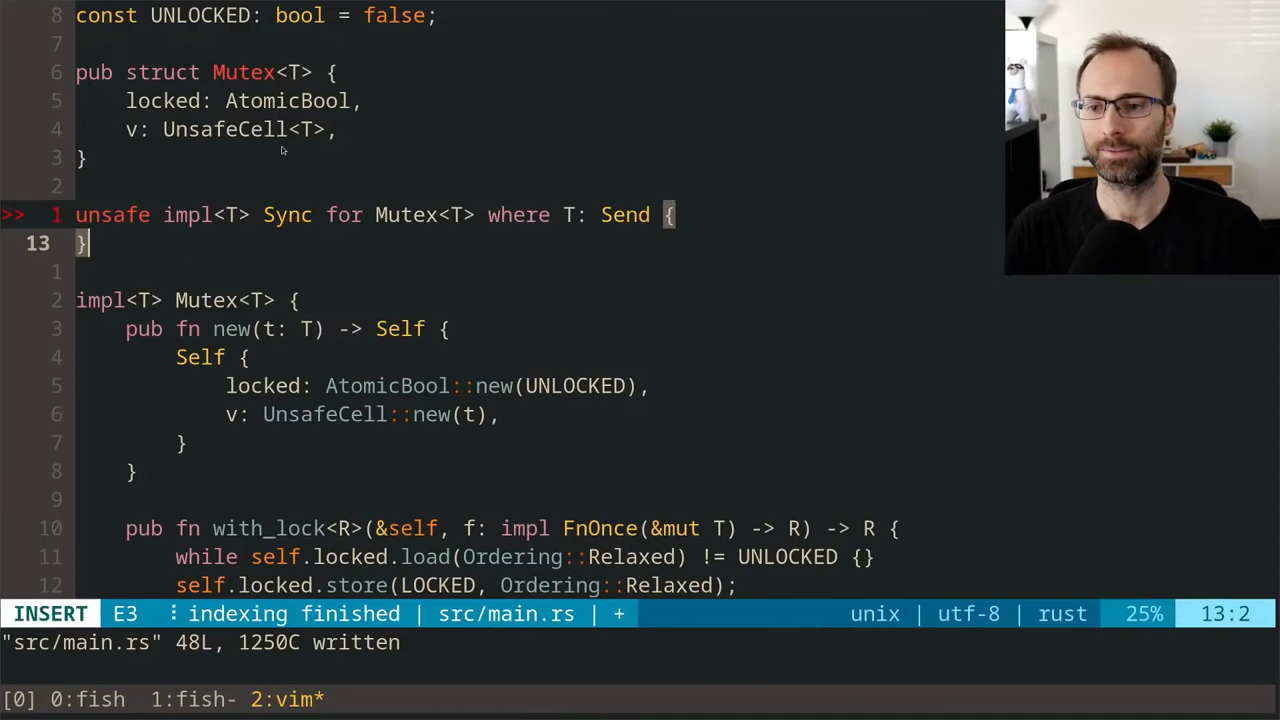 8 const UNLOCKED: bool = false;
7
6 pub struct Mutex<T> {
5     locked: AtomicBool,
4     v: UnsafeCell<T>,
3 }
2
>> 1 unsafe impl<T> Sync for Mutex<T> where T: Send {
13 }
1
2 impl<T> Mutex<T> {
3     pub fn new(t: T) -> Self {
4         Self {
5             locked: AtomicBool::new(UNLOCKED),
6             v: UnsafeCell::new(t),
7         }
8     }
9
10     pub fn with_lock<R>(&self, f: impl FnOnce(&mut T) -> R) -> R {
11         while self.locked.load(Ordering::Relaxed) != UNLOCKED {}
12         self.locked.store(LOCKED, Ordering::Relaxed);
INSERT E3 ⠸ indexing finished | src/main.rs | + unix | utf-8 | rust 25% 13:2
"src/main.rs" 48L, 1250C written
[0] 0:fish 1:fish- 2:vim*